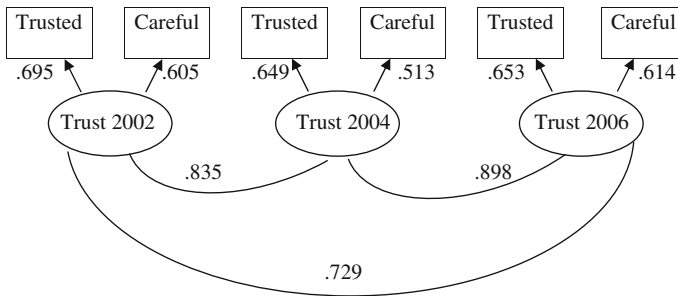 Trusted Careful Trusted Careful Trusted Careful
.695 .605 .649 .513 .653 .614
Trust 2002 Trust 2004 Trust 2006
.835 .898
.729